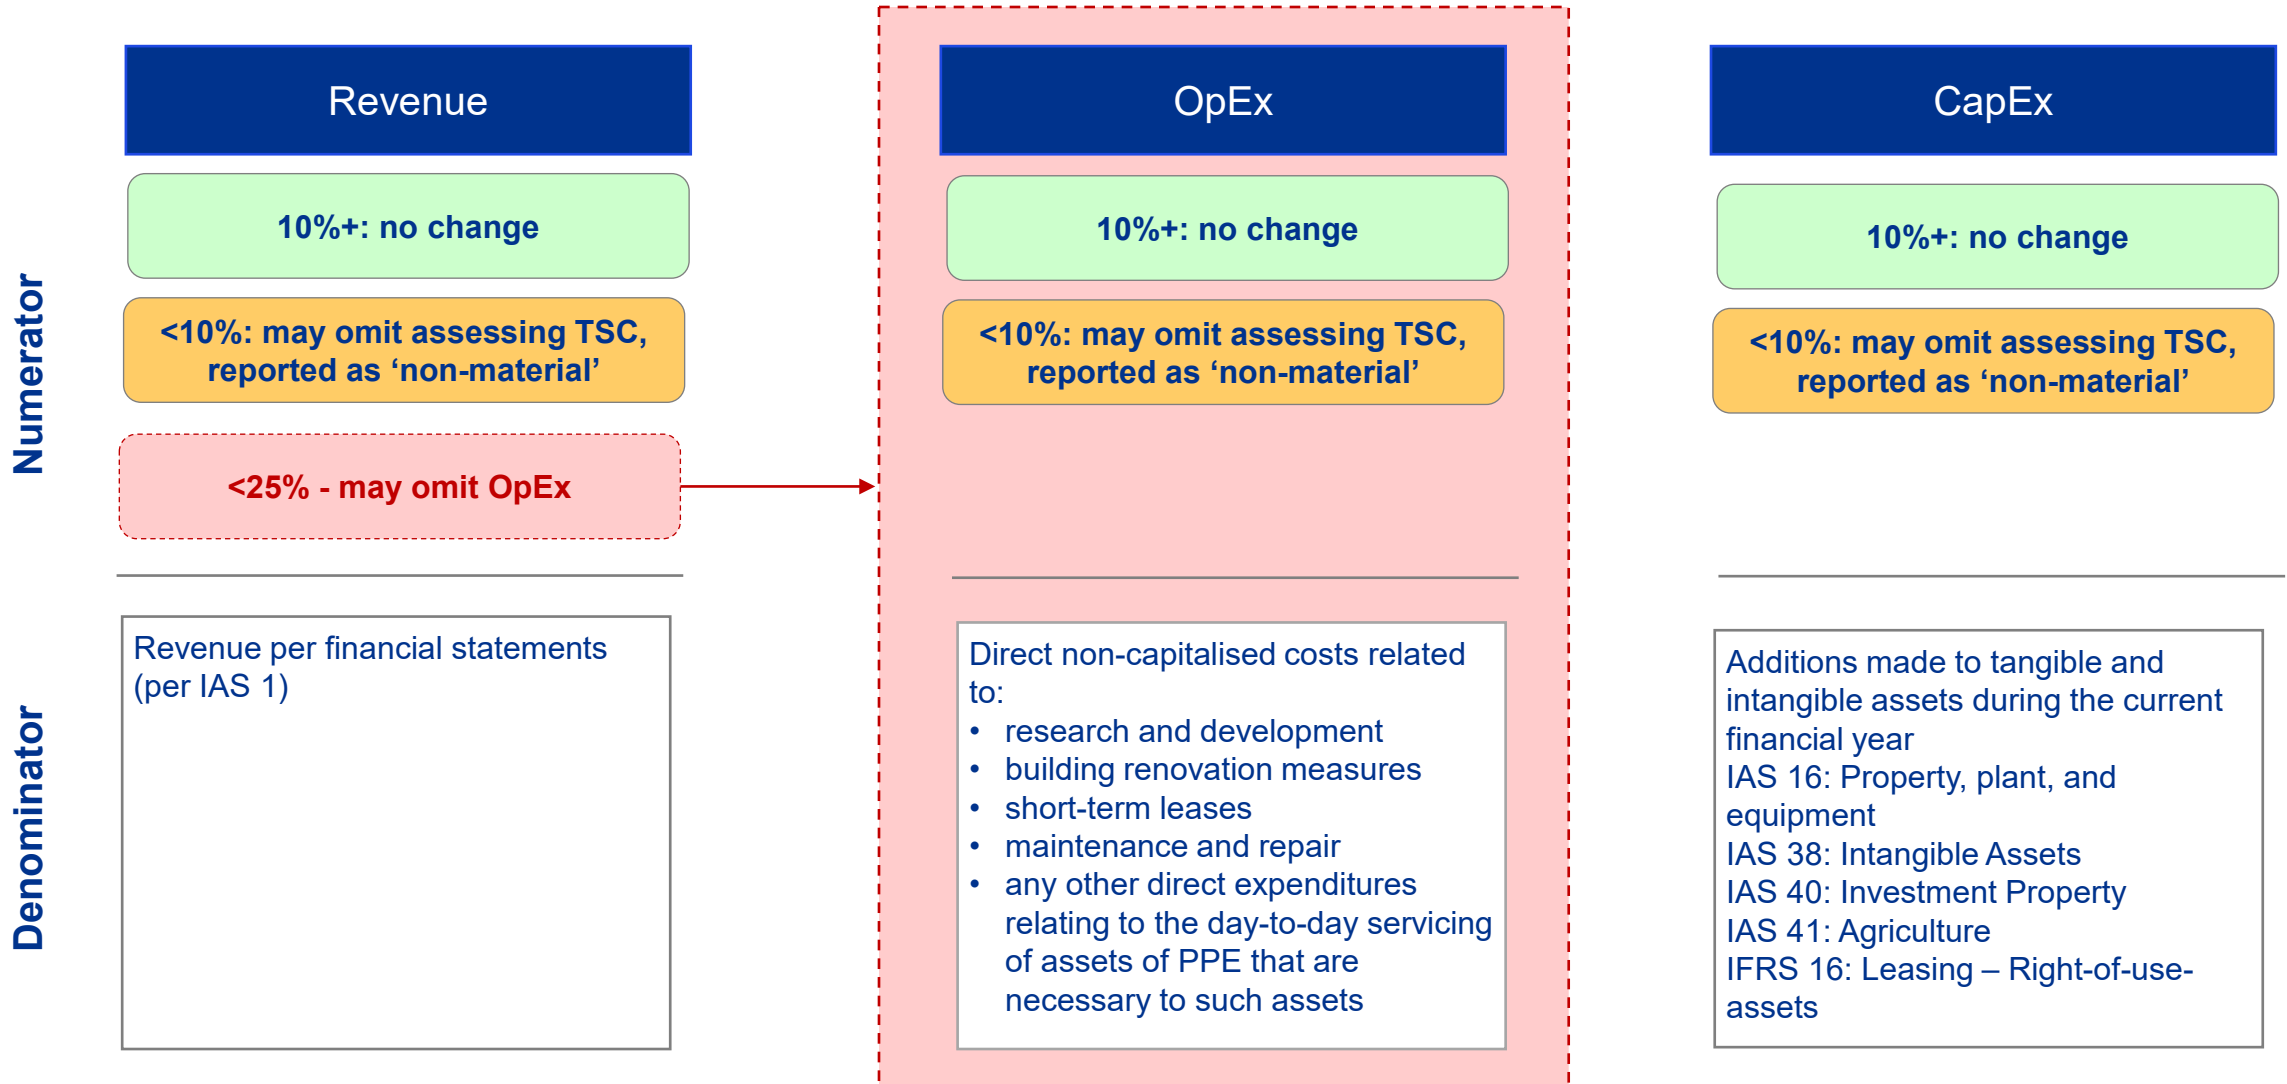 Revenue
OpEx
CapEx
Numerator
10%+: no change
10%+: no change
10%+: no change
<10%: may omit assessing TSC,
reported as ‘non-material’
<10%: may omit assessing TSC,
reported as ‘non-material’
<10%: may omit assessing TSC,
reported as ‘non-material’
<25% - may omit OpEx
Denominator
Revenue per financial statements
(per IAS 1)
Direct non-capitalised costs related
to:
• research and development
• building renovation measures
• short-term leases
• maintenance and repair
• any other direct expenditures
relating to the day-to-day servicing
of assets of PPE that are
necessary to such assets
Additions made to tangible and
intangible assets during the current
financial year
IAS 16: Property, plant, and
equipment
IAS 38: Intangible Assets
IAS 40: Investment Property
IAS 41: Agriculture
IFRS 16: Leasing – Right-of-use-
assets